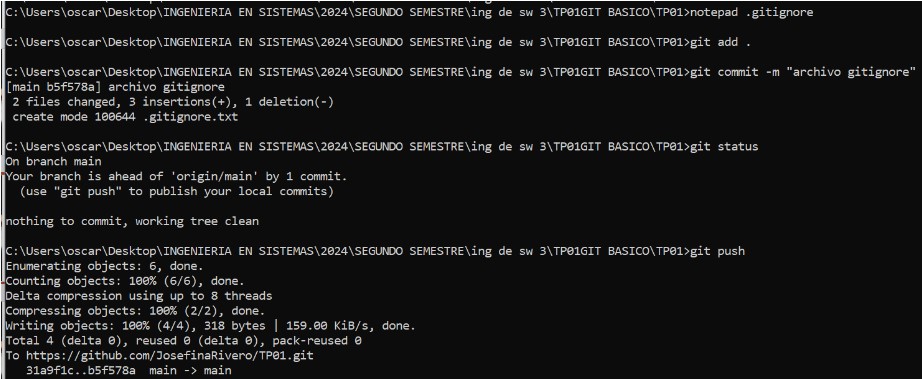 C:\Users\oscar\Desktop\INGENIERIA EN SISTEMAS\2024\SEGUNDO SEMESTRE\ing de sw 3\TP01GIT BASICO\TP01>notepad .gitignore
C:\Users\oscar\Desktop\INGENIERIA EN SISTEMAS\2024\SEGUNDO SEMESTRE\ing de sw 3\TP01GIT BASICO\TP01>git add .
C:\Users\oscar\Desktop\INGENIERIA EN SISTEMAS\2024\SEGUNDO SEMESTRE\ing de sw 3\TP01GIT BASICO\TP01>git commit -m "archivo gitignore"
[main b5f578a] archivo gitignore
 2 files changed, 3 insertions(+), 1 deletion(-)
 create mode 100644 .gitignore.txt
C:\Users\oscar\Desktop\INGENIERIA EN SISTEMAS\2024\SEGUNDO SEMESTRE\ing de sw 3\TP01GIT BASICO\TP01>git status
On branch main
Your branch is ahead of 'origin/main' by 1 commit.
  (use "git push" to publish your local commits)
nothing to commit, working tree clean
C:\Users\oscar\Desktop\INGENIERIA EN SISTEMAS\2024\SEGUNDO SEMESTRE\ing de sw 3\TP01GIT BASICO\TP01>git push
Enumerating objects: 6, done.
Counting objects: 100% (6/6), done.
Delta compression using up to 8 threads
Compressing objects: 100% (2/2), done.
Writing objects: 100% (4/4), 318 bytes | 159.00 KiB/s, done.
Total 4 (delta 0), reused 0 (delta 0), pack-reused 0
To https://github.com/JosefinaRivero/TP01.git
   31a9f1c..b5f578a  main -> main